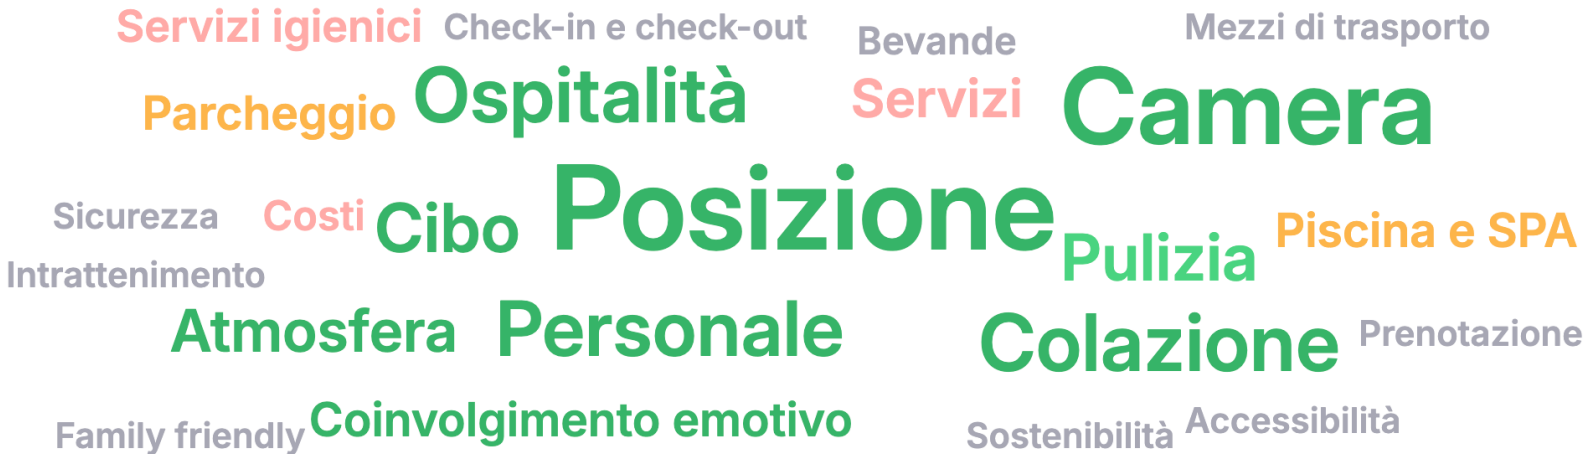 Servizi igienici
Check-in e check-out
Bevande
Mezzi di trasporto
Parcheggio
Ospitalità
Servizi
Camera
Sicurezza
Costi
Cibo
Posizione
Pulizia
Piscina e SPA
Intrattenimento
Atmosfera
Personale
Colazione
Prenotazione
Family friendly
Coinvolgimento emotivo
Sostenibilità
Accessibilità